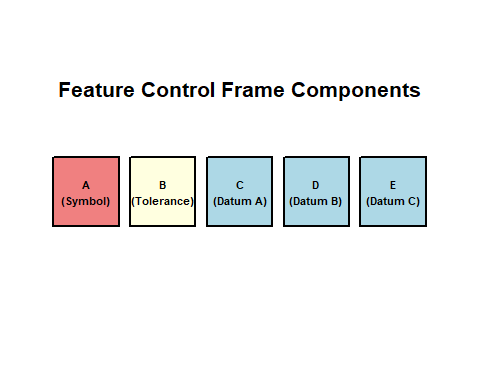 Feature Control Frame Components
A
(Symbol)
B
(Tolerance)
C
(Datum A)
D
(Datum B)
E
(Datum C)